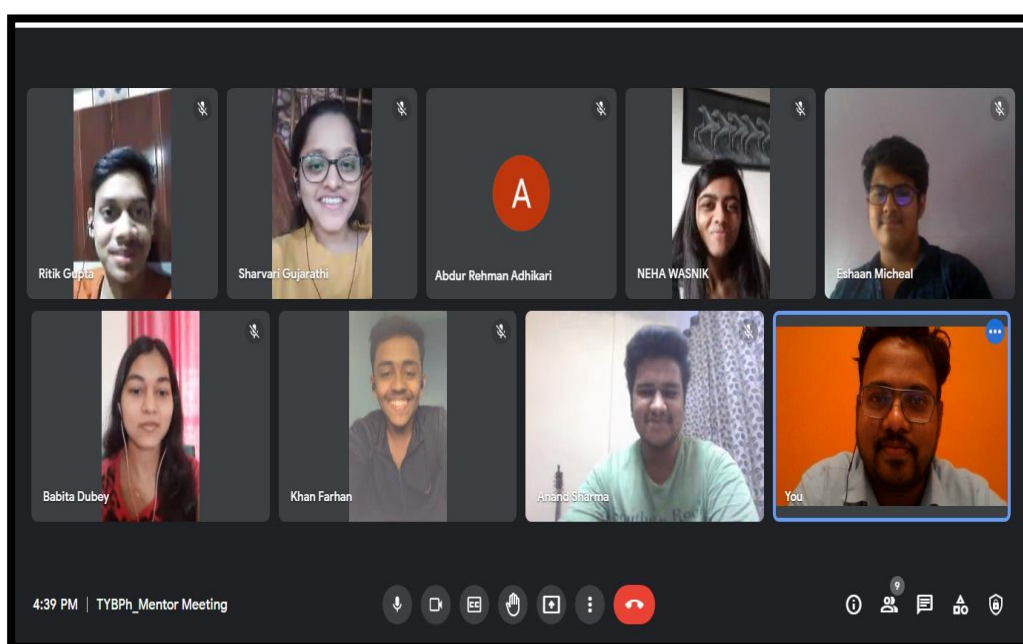 Ritik Gupta
Sharvari Gujarathi
A
Abdur Rehman Adhikari
NEHA WASNIK
Eshaan Micheal
Babita Dubey
Khan Farhan
Anand Sharma
You
4:39 PM | TYBPh_Mentor Meeting
CC
9